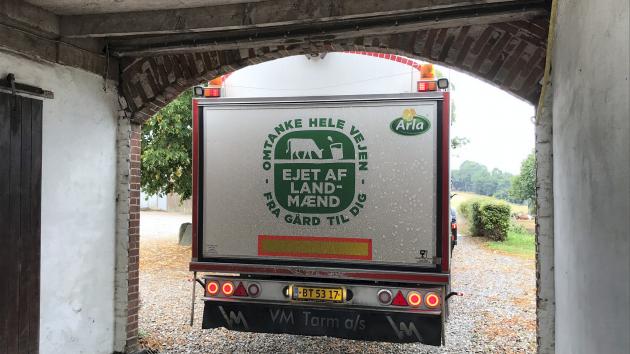 OMTANKE HELE VEJEN
EJET AF
LAND-
MÆND
FRA GÅRD TIL DIG
Arla
BT 53 17
VM Tarm a/s
VM
VM